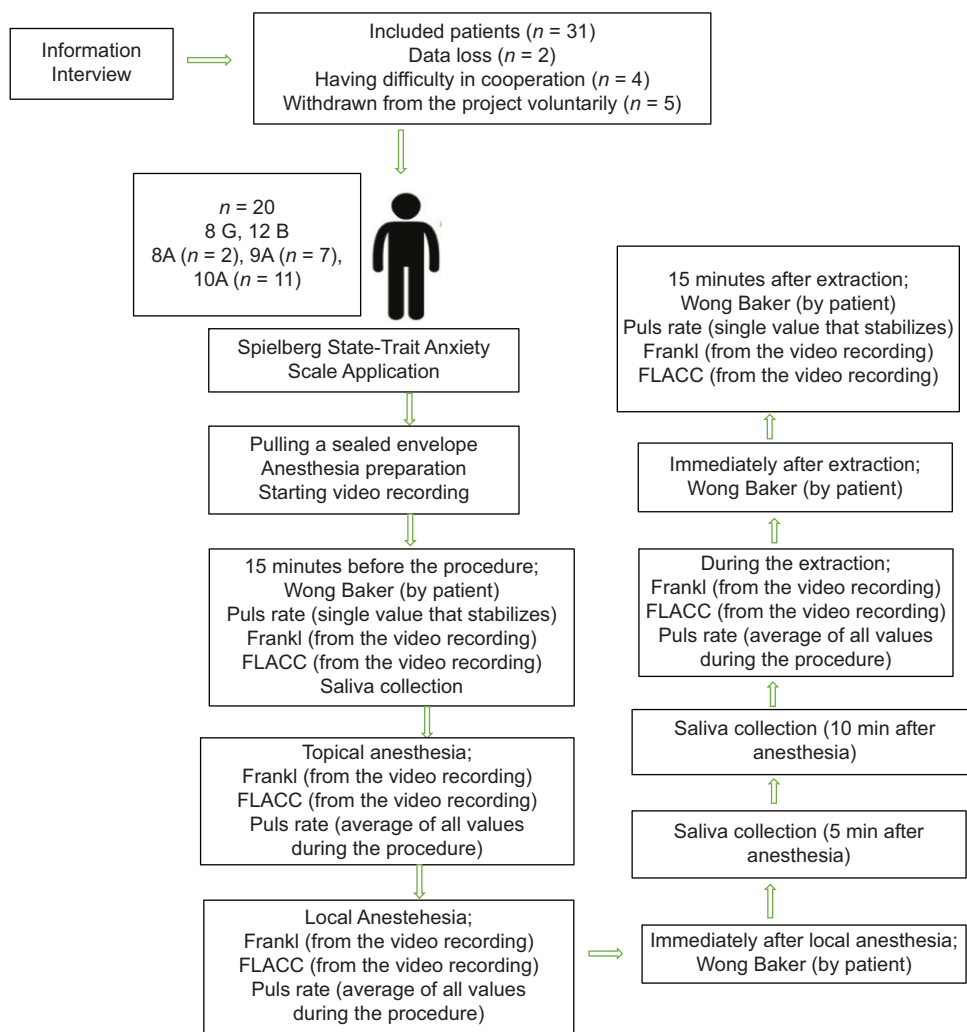 Information
Interview
Included patients (n = 31)
Data loss (n = 2)
Having difficulty in cooperation (n = 4)
Withdrawn from the project voluntarily (n = 5)
n = 20
8 G, 12 B
8A (n = 2), 9A (n = 7),
10A (n = 11)
Spielberg State-Trait Anxiety
Scale Application
Pulling a sealed envelope
Anesthesia preparation
Starting video recording
15 minutes before the procedure;
Wong Baker (by patient)
Puls rate (single value that stabilizes)
Frankl (from the video recording)
FLACC (from the video recording)
Saliva collection
Topical anesthesia;
Frankl (from the video recording)
FLACC (from the video recording)
Puls rate (average of all values
during the procedure)
Local Anestehesia;
Frankl (from the video recording)
FLACC (from the video recording)
Puls rate (average of all values
during the procedure)
Immediately after local anesthesia;
Wong Baker (by patient)
Saliva collection (5 min after
anesthesia)
Saliva collection (10 min after
anesthesia)
During the extraction;
Frankl (from the video recording)
FLACC (from the video recording)
Puls rate (average of all values
during the procedure)
Immediately after extraction;
Wong Baker (by patient)
15 minutes after extraction;
Wong Baker (by patient)
Puls rate (single value that stabilizes)
Frankl (from the video recording)
FLACC (from the video recording)